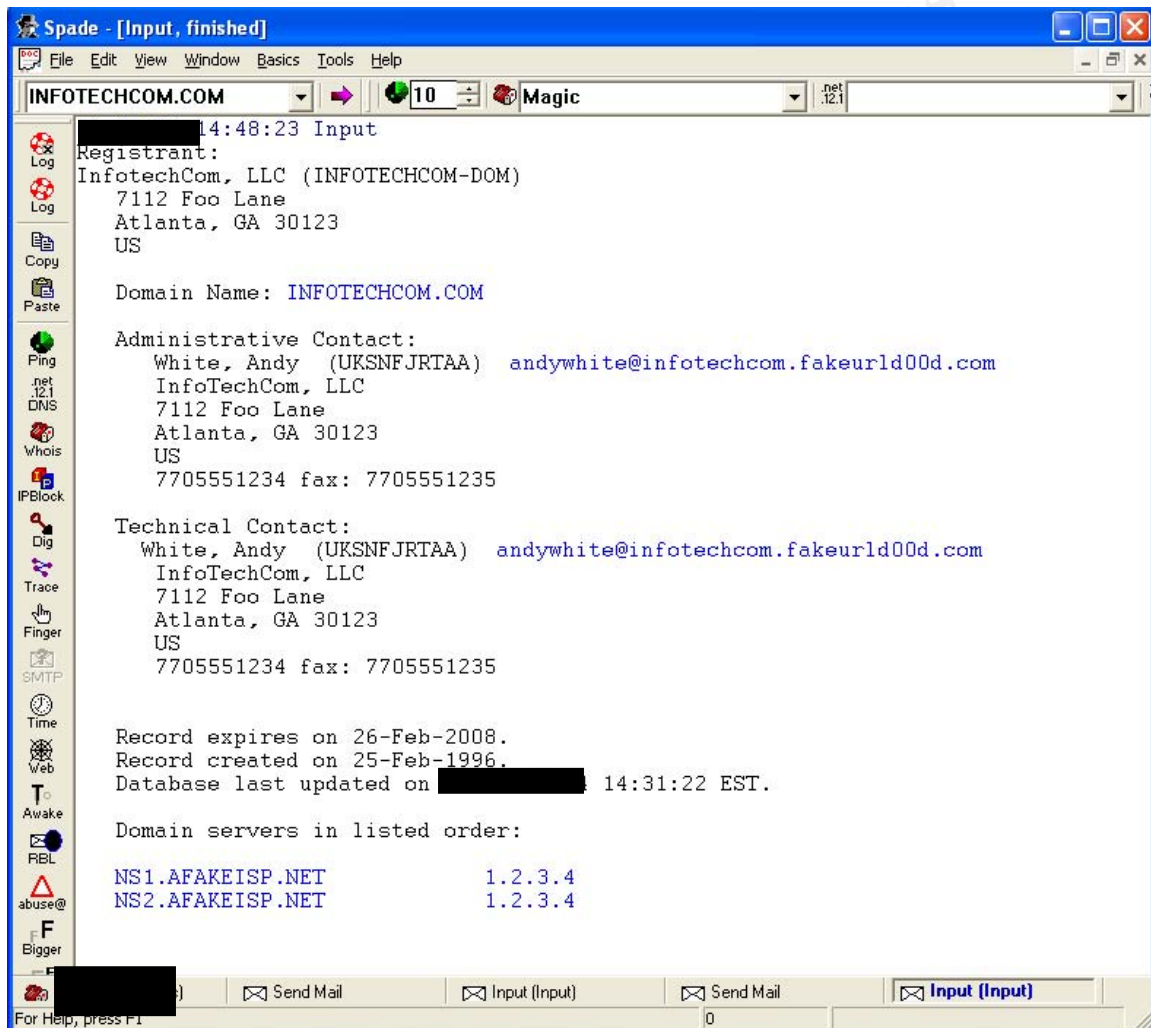 Spade - [Input, finished]
File Edit View Window Basics Tools Help
INFOTECHCOM.COM 10 Magic .net .12.1
14:48:23 Input
Registrant:
InfotechCom, LLC (INFOTECHCOM-DOM)
7112 Foo Lane
Atlanta, GA 30123
US
Domain Name: INFOTECHCOM.COM
Administrative Contact:
White, Andy (UKSNFJRTAA) andywhite@infotechcom.fakeurld00d.com
InfoTechCom, LLC
7112 Foo Lane
Atlanta, GA 30123
US
7705551234 fax: 7705551235
Technical Contact:
White, Andy (UKSNFJRTAA) andywhite@infotechcom.fakeurld00d.com
InfoTechCom, LLC
7112 Foo Lane
Atlanta, GA 30123
US
7705551234 fax: 7705551235
Record expires on 26-Feb-2008.
Record created on 25-Feb-1996.
Database last updated on 14:31:22 EST.
Domain servers in listed order:
NS1.AFAKEISP.NET 1.2.3.4
NS2.AFAKEISP.NET 1.2.3.4
Log
Log
Copy
Paste
Ping
.net
.12.1
DNS
Whois
IPBlock
Dig
Trace
Finger
SMTP
Time
Web
Awake
RBL
abuse@
Bigger
Send Mail Input (Input) Send Mail Input (Input)
For Help, press F1 0